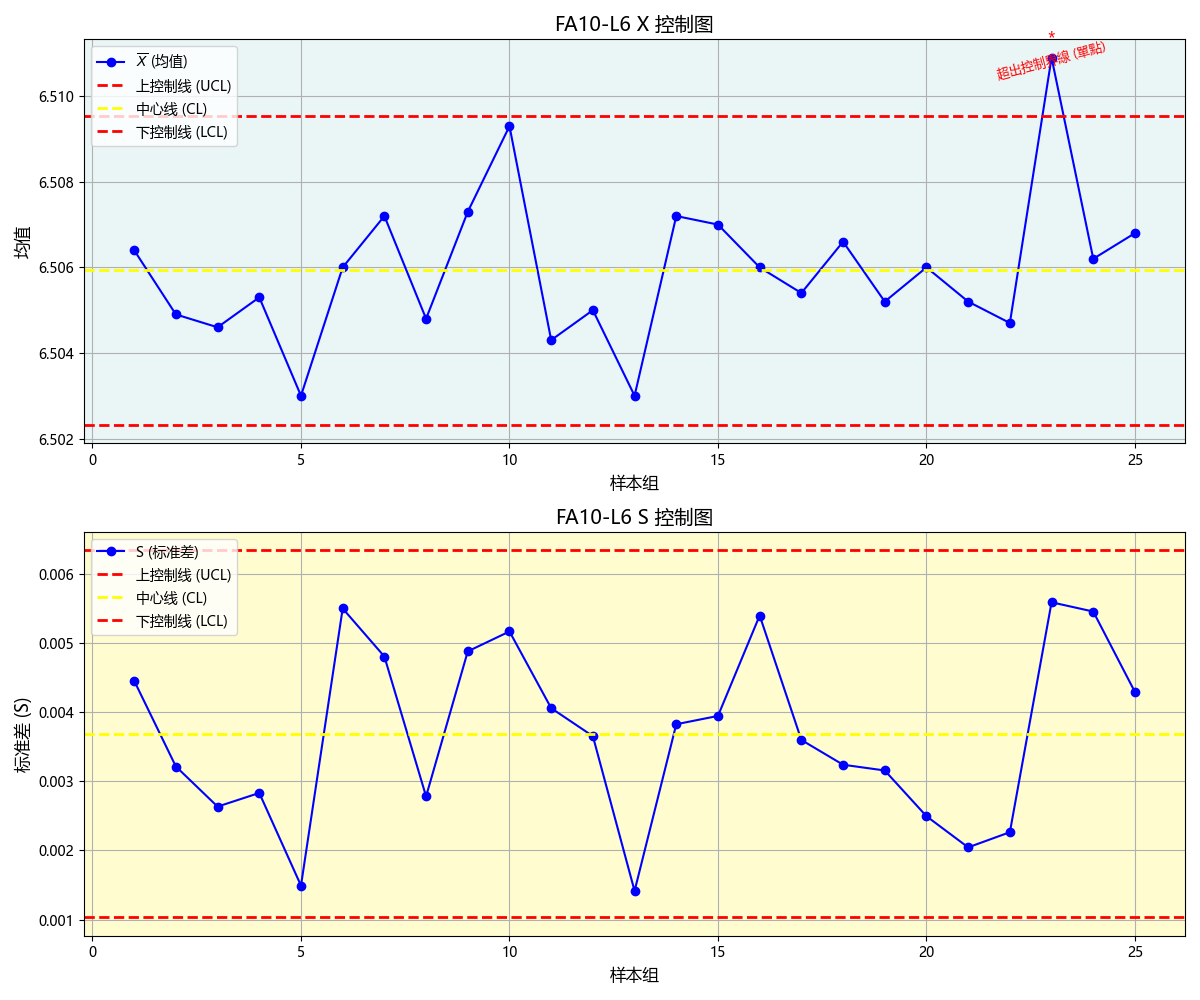 FA10-L6 X 控制图
X (均值)
上控制线 (UCL)
中心线 (CL)
下控制线 (LCL)
*
超出控制界線 (單點)
均值
6.510
6.508
6.506
6.504
6.502
0 5 10 15 20 25
样本组
FA10-L6 S 控制图
S (标准差)
上控制线 (UCL)
中心线 (CL)
下控制线 (LCL)
标准差 (S)
0.006
0.005
0.004
0.003
0.002
0.001
0 5 10 15 20 25
样本组